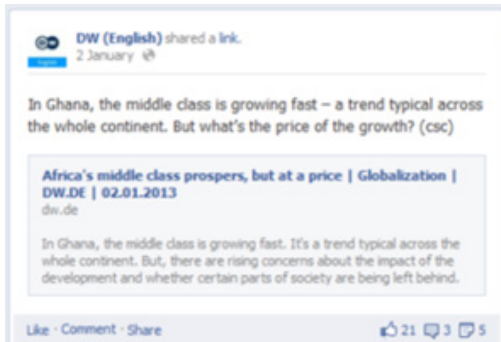 DW (English) shared a link.
2 January
In Ghana, the middle class is growing fast – a trend typical across
the whole continent. But what's the price of the growth? (csc)
Africa's middle class prospers, but at a price | Globalization |
DW.DE | 02.01.2013
dw.de
In Ghana, the middle class is growing fast. It's a trend typical across the
whole continent. But, there are rising concerns about the impact of the
development and whether certain parts of society are being left behind.
Like · Comment · Share 21 3 5